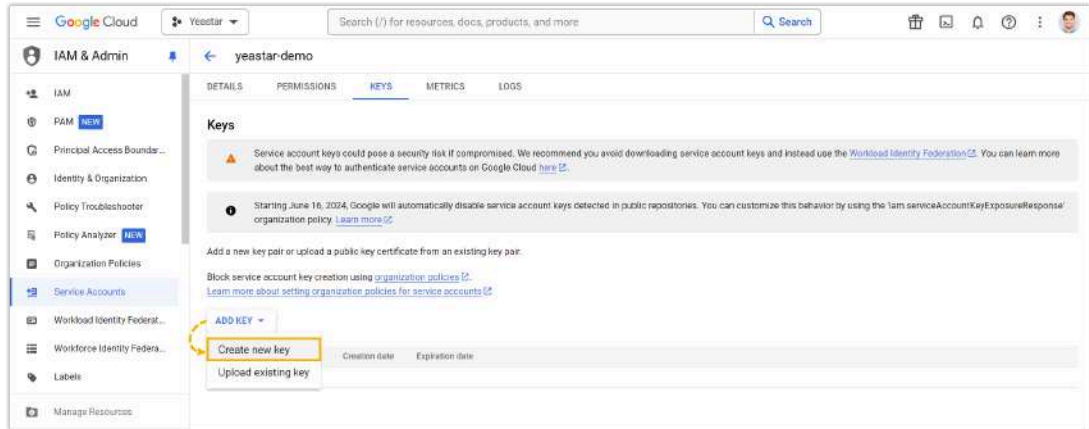 Google Cloud
Yeastar
Search (/) for resources, docs, products, and more
Search
IAM & Admin
yeastar-demo
DETAILS PERMISSIONS KEYS METRICS LOGS
IAM
PAM NEW
Principal Access Boundar...
Identity & Organization
Policy Troubleshooter
Policy Analyzer NEW
Organization Policies
Service Accounts
Workload Identity Federat...
Workforce Identity Federa...
Labels
Manage Resources
Keys
Service account keys could pose a security risk if compromised. We recommend you avoid downloading service account keys and instead use the Workload Identity Federation. You can learn more
about the best way to authenticate service accounts on Google Cloud here.
Starting June 16, 2024, Google will automatically disable service account keys detected in public repositories. You can customize this behavior by using the 'iam.serviceAccountKeyExposureResponse'
organization policy. Learn more
Add a new key pair or upload a public key certificate from an existing key pair.
Block service account key creation using organization policies.
Learn more about setting organization policies for service accounts
ADD KEY
Create new key
Upload existing key
Creation date Expiration date